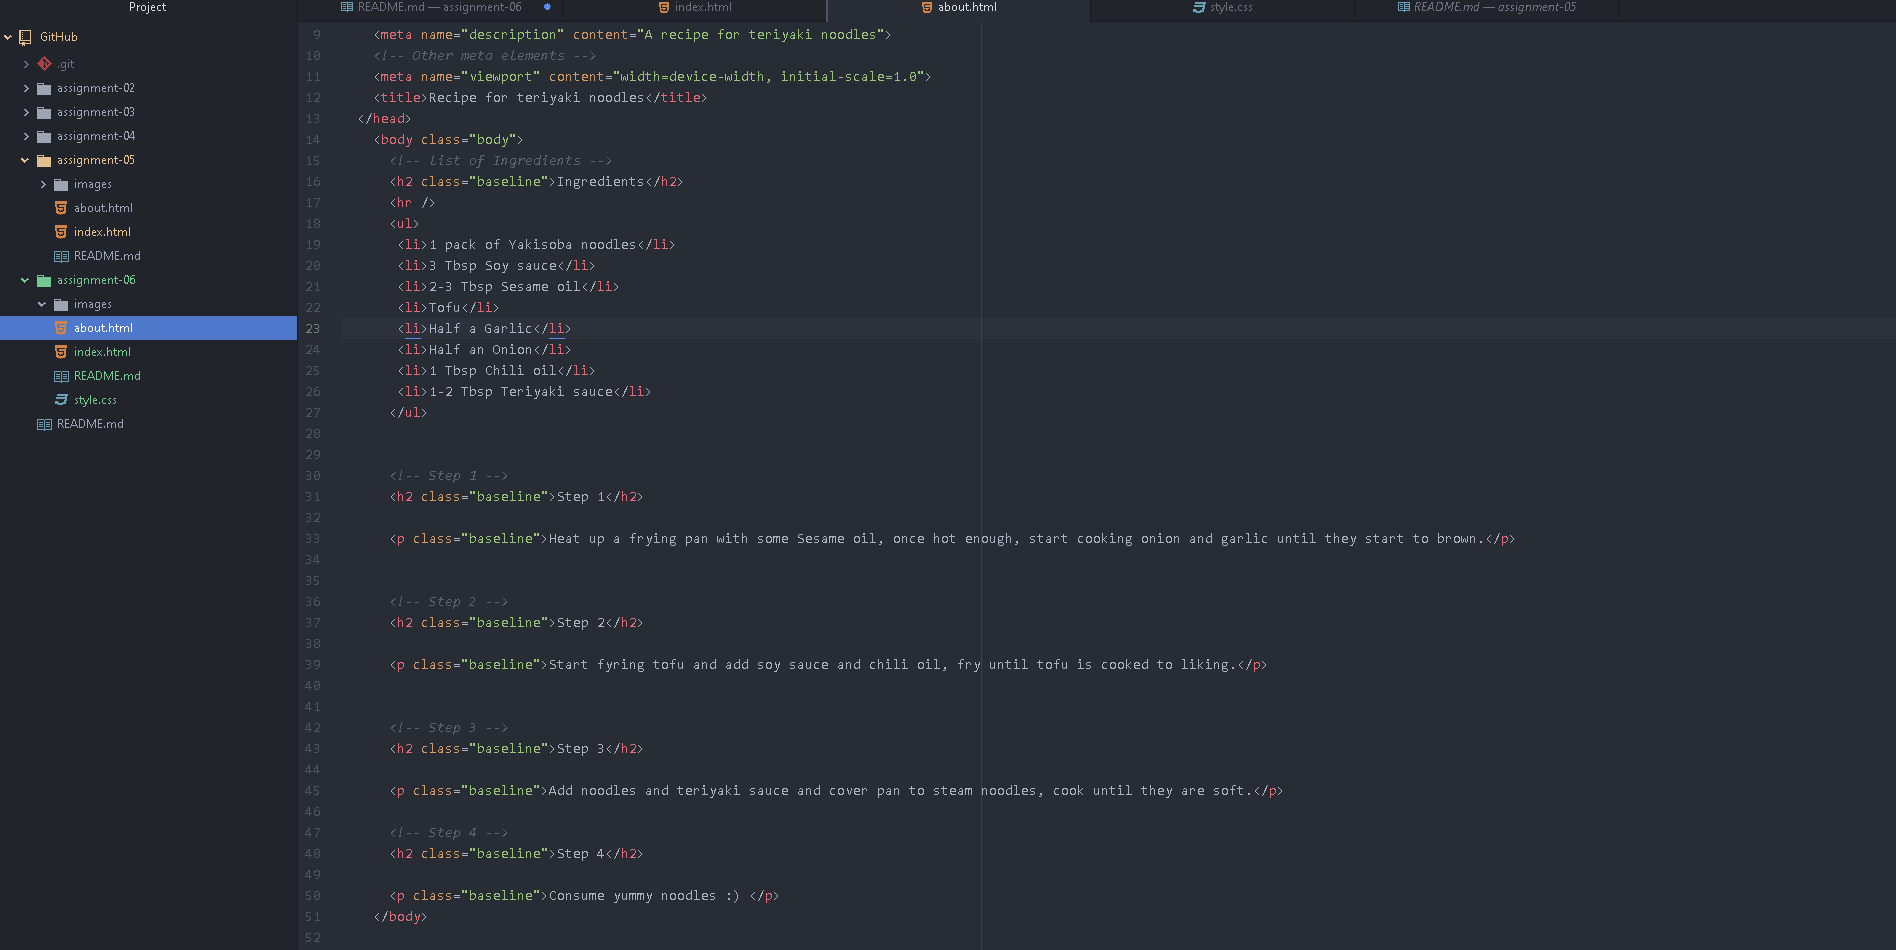 Project
README.md — assignment-06
index.html
about.html
style.css
README.md — assignment-05
GitHub
.git
assignment-02
assignment-03
assignment-04
assignment-05
images
about.html
index.html
README.md
assignment-06
images
about.html
index.html
README.md
style.css
README.md
9 <meta name="description" content="A recipe for teriyaki noodles">
10 <!-- Other meta elements -->
11 <meta name="viewport" content="width=device-width, initial-scale=1.0">
12 <title>Recipe for teriyaki noodles</title>
13 </head>
14 <body class="body">
15 <!-- list of Ingredients -->
16 <h2 class="baseline">Ingredients</h2>
17 <hr />
18 <ul>
19 <li>1 pack of Yakisoba noodles</li>
20 <li>3 Tbsp Soy sauce</li>
21 <li>2-3 Tbsp Sesame oil</li>
22 <li>Tofu</li>
23 <li>Half a Garlic</li>
24 <li>Half an Onion</li>
25 <li>1 Tbsp Chili oil</li>
26 <li>1-2 Tbsp Teriyaki sauce</li>
27 </ul>
28
29
30 <!-- Step 1 -->
31 <h2 class="baseline">Step 1</h2>
32
33 <p class="baseline">Heat up a frying pan with some Sesame oil, once hot enough, start cooking onion and garlic until they start to brown.</p>
34
35
36 <!-- Step 2 -->
37 <h2 class="baseline">Step 2</h2>
38
39 <p class="baseline">Start fyring tofu and add soy sauce and chili oil, fry until tofu is cooked to liking.</p>
40
41
42 <!-- Step 3 -->
43 <h2 class="baseline">Step 3</h2>
44
45 <p class="baseline">Add noodles and teriyaki sauce and cover pan to steam noodles, cook until they are soft.</p>
46
47 <!-- Step 4 -->
48 <h2 class="baseline">Step 4</h2>
49
50 <p class="baseline">Consume yummy noodles :) </p>
51 </body>
52